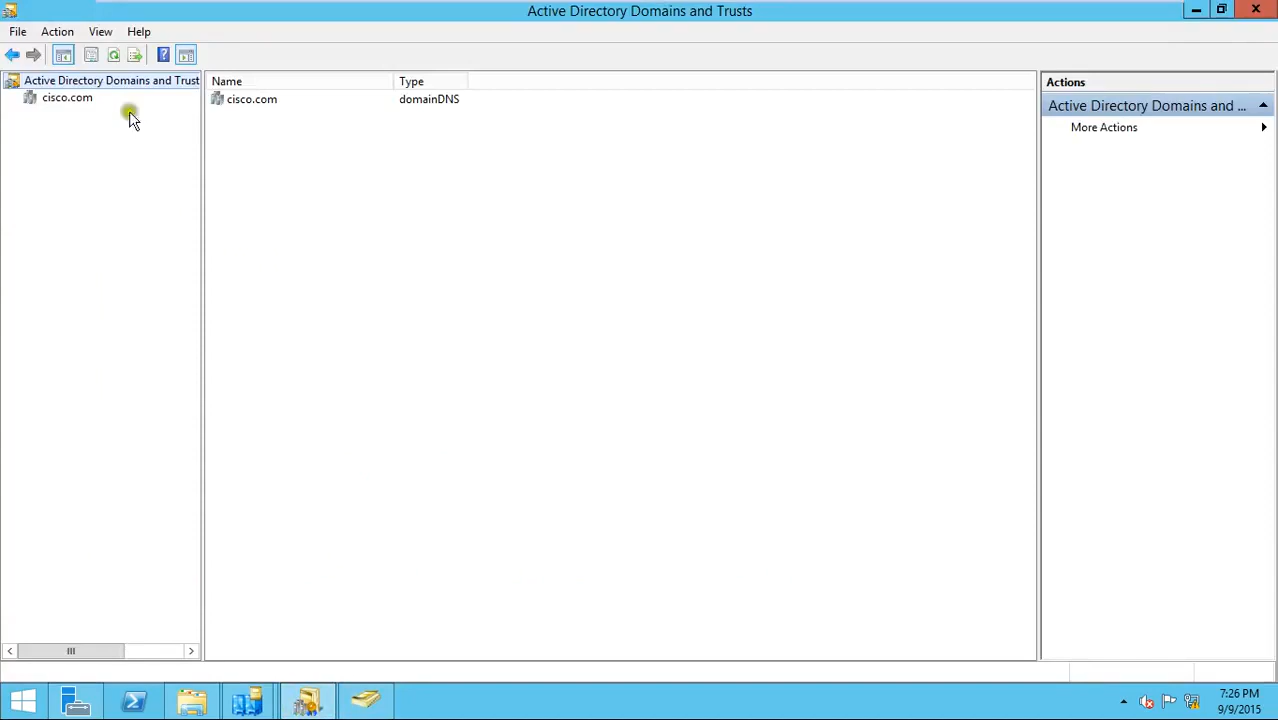 Active Directory Domains and Trusts
File Action View Help
Active Directory Domains and Trust
cisco.com
Name Type
cisco.com domainDNS
Actions
Active Directory Domains and ...
More Actions
7:26 PM
9/9/2015